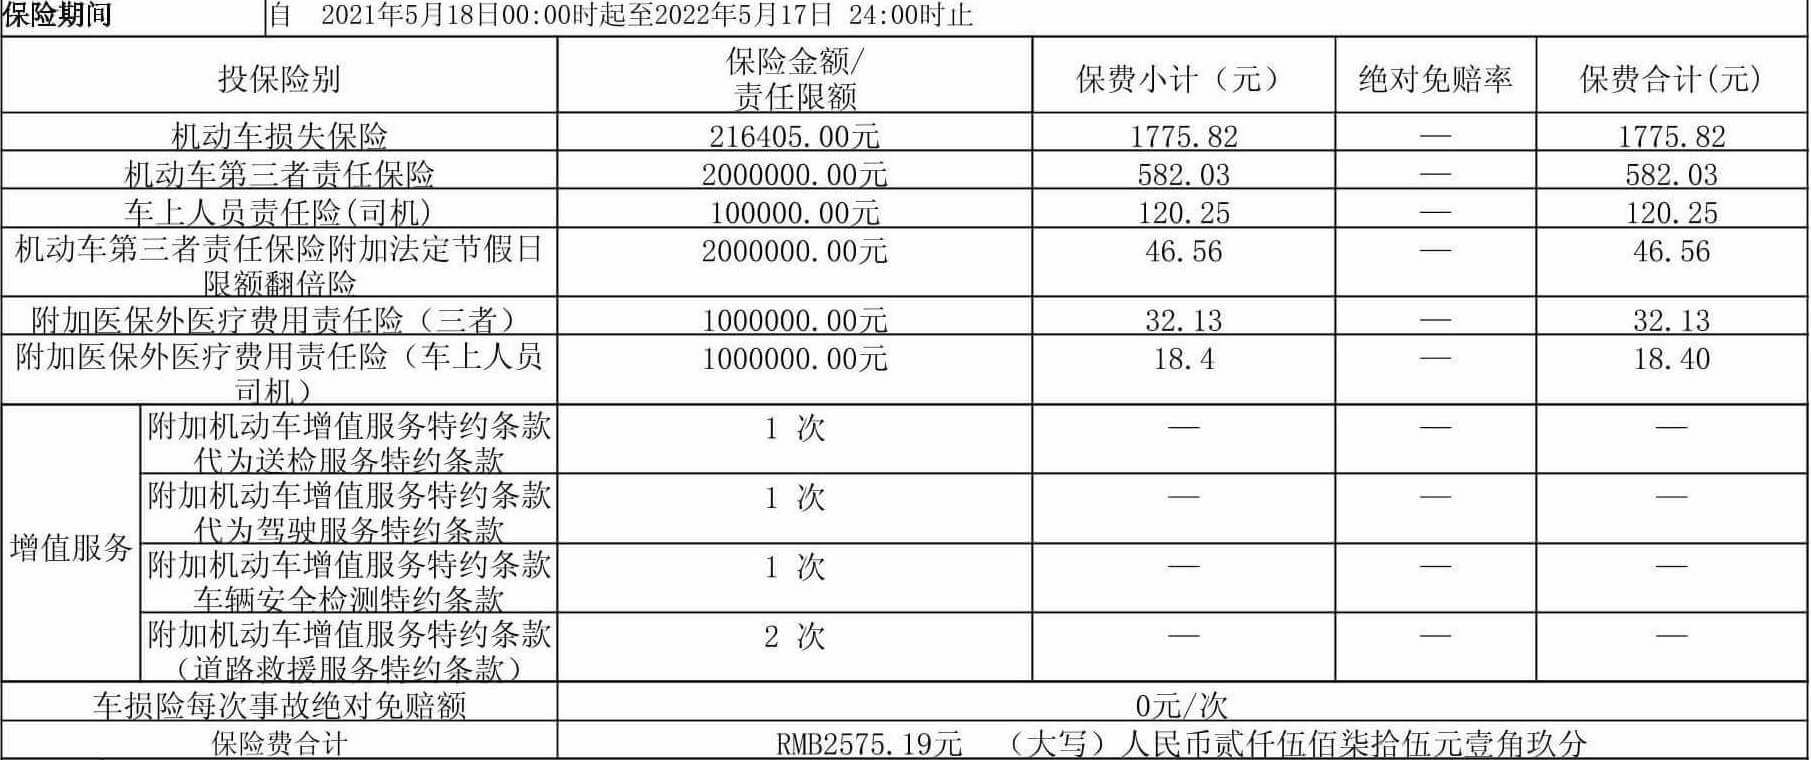 保险期间 自 2021年5月18日00:00时起至2022年5月17日 24:00时止
投保险别 保险金额/ 保费小计（元） 绝对免赔率 保费合计(元)
责任限额
机动车损失保险 216405.00元 1775.82 — 1775.82
机动车第三者责任保险 2000000.00元 582.03 — 582.03
车上人员责任险(司机) 100000.00元 120.25 — 120.25
机动车第三者责任保险附加法定节假日 2000000.00元 46.56 — 46.56
限额翻倍险
附加医保外医疗费用责任险（三者） 1000000.00元 32.13 — 32.13
附加医保外医疗费用责任险（车上人员 1000000.00元 18.4 — 18.40
司机）
增值服务
附加机动车增值服务特约条款 1 次 — — —
代为送检服务特约条款
附加机动车增值服务特约条款 1 次 — — —
代为驾驶服务特约条款
附加机动车增值服务特约条款 1 次 — — —
车辆安全检测特约条款
附加机动车增值服务特约条款 2 次 — — —
（道路救援服务特约条款）
车损险每次事故绝对免赔额 0元/次
保险费合计 RMB2575.19元 （大写）人民币贰仟伍佰柒拾伍元壹角玖分